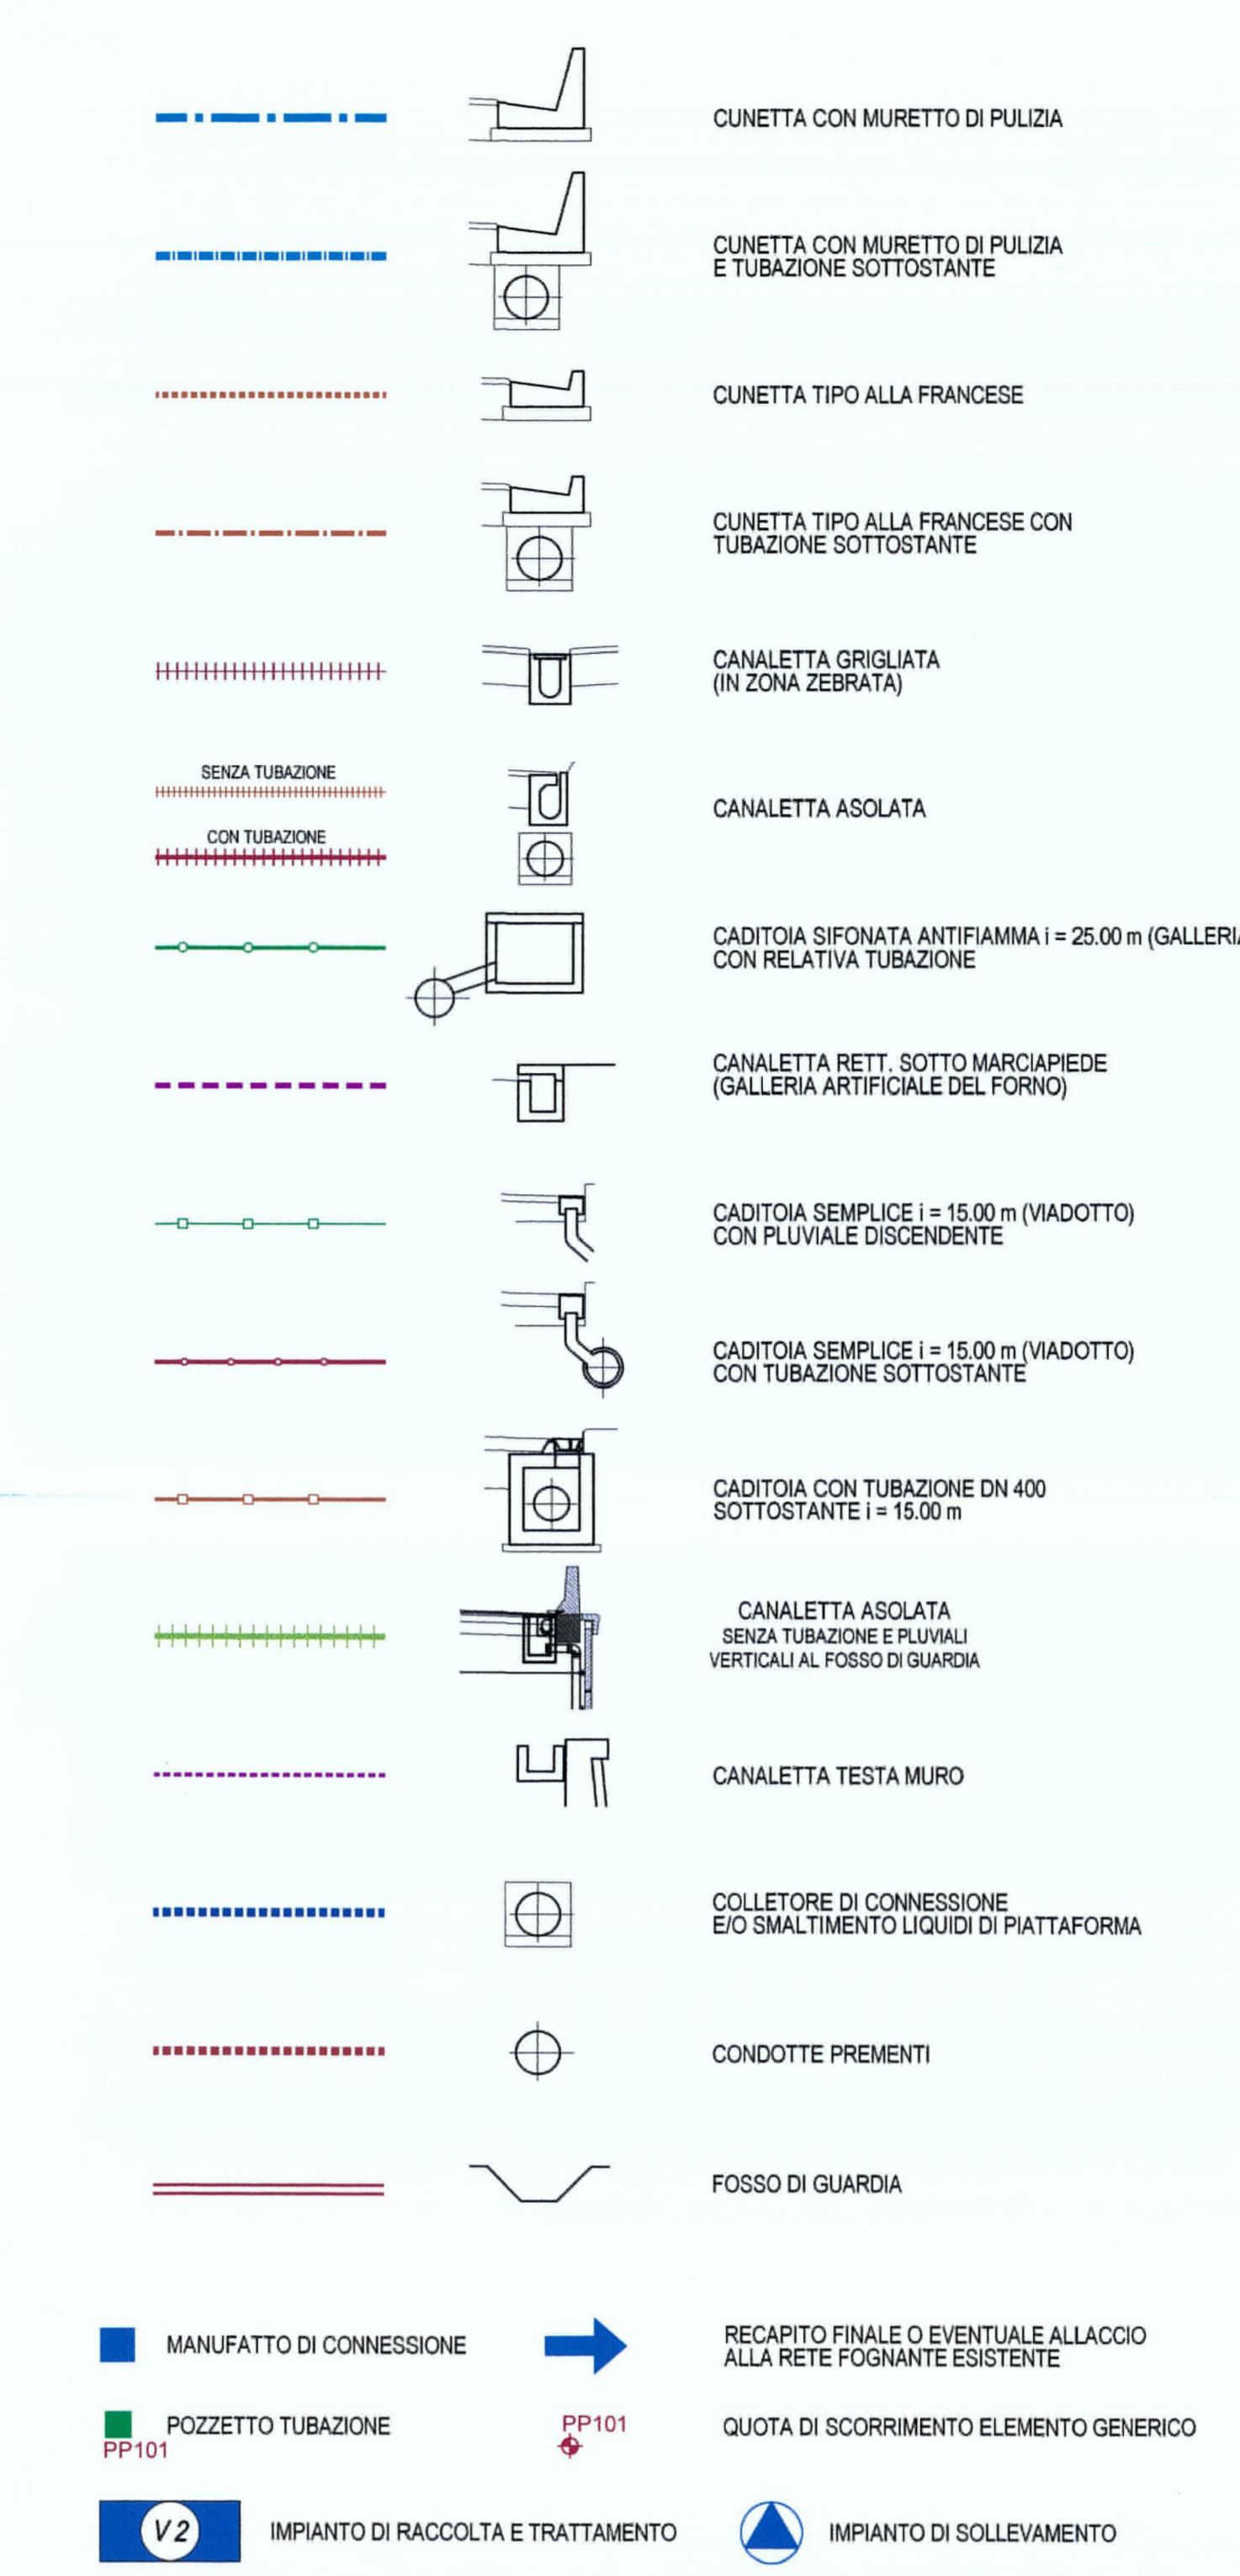 CUNETTA CON MURETTO DI PULIZIA
CUNETTA CON MURETTO DI PULIZIA
E TUBAZIONE SOTTOSTANTE
CUNETTA TIPO ALLA FRANCESE
CUNETTA TIPO ALLA FRANCESE CON
TUBAZIONE SOTTOSTANTE
CANALETTA GRIGLIATA
(IN ZONA ZEBRATA)
SENZA TUBAZIONE
CON TUBAZIONE
CANALETTA ASOLATA
CADITOIA SIFONATA ANTIFIAMMA i = 25.00 m (GALLERIA
CON RELATIVA TUBAZIONE
CANALETTA RETT. SOTTO MARCIAPIEDE
(GALLERIA ARTIFICIALE DEL FORNO)
CADITOIA SEMPLICE i = 15.00 m (VIADOTTO)
CON PLUVIALE DISCENDENTE
CADITOIA SEMPLICE i = 15.00 m (VIADOTTO)
CON TUBAZIONE SOTTOSTANTE
CADITOIA CON TUBAZIONE DN 400
SOTTOSTANTE i = 15.00 m
CANALETTA ASOLATA
SENZA TUBAZIONE E PLUVIALI
VERTICALI AL FOSSO DI GUARDIA
CANALETTA TESTA MURO
COLLETORE DI CONNESSIONE
E/O SMALTIMENTO LIQUIDI DI PIATTAFORMA
CONDOTTE PREMENTI
FOSSO DI GUARDIA
MANUFATTO DI CONNESSIONE
RECAPITO FINALE O EVENTUALE ALLACCIO
ALLA RETE FOGNANTE ESISTENTE
POZZETTO TUBAZIONE
PP101
PP101
QUOTA DI SCORRIMENTO ELEMENTO GENERICO
V2
IMPIANTO DI RACCOLTA E TRATTAMENTO
IMPIANTO DI SOLLEVAMENTO